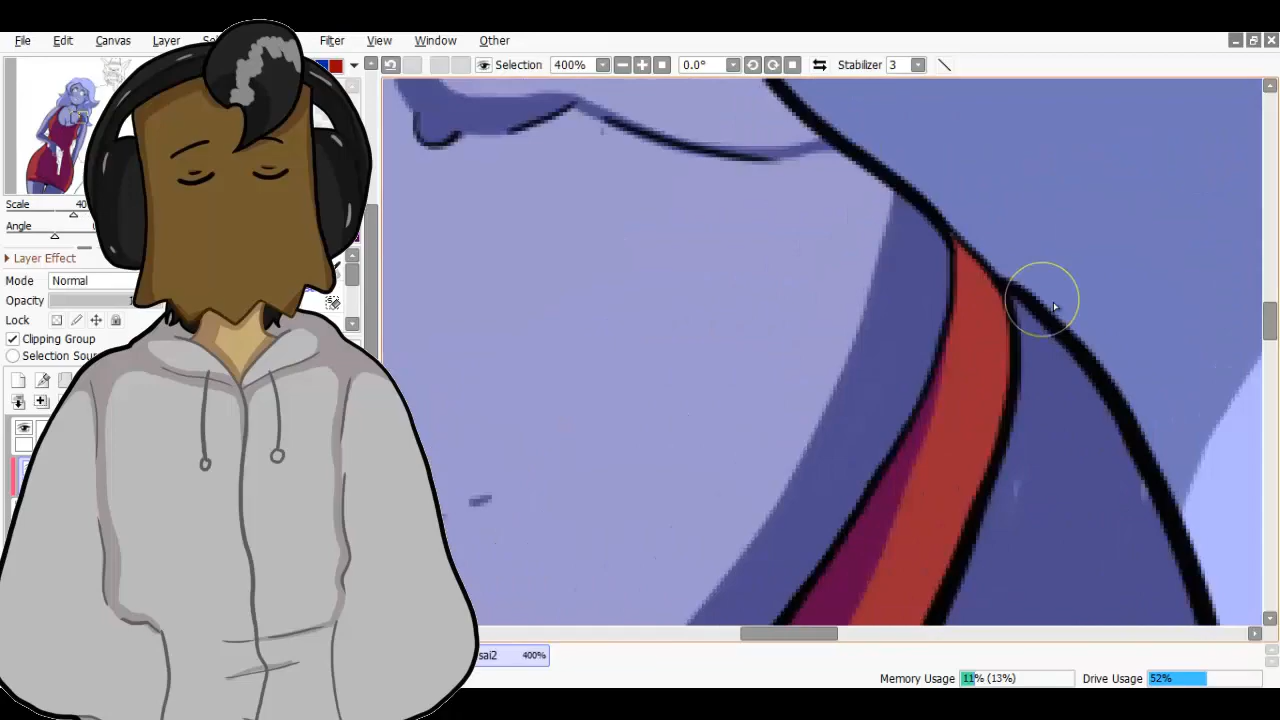 File Edit Canvas Layer Filter View Window Other
Selection 400% 0.0° Stabilizer 3
Scale 40
Angle
Layer Effect
Mode Normal
Opacity
Lock
Clipping Group
Selection
sai2 400%
Memory Usage 11% (13%) Drive Usage 52%